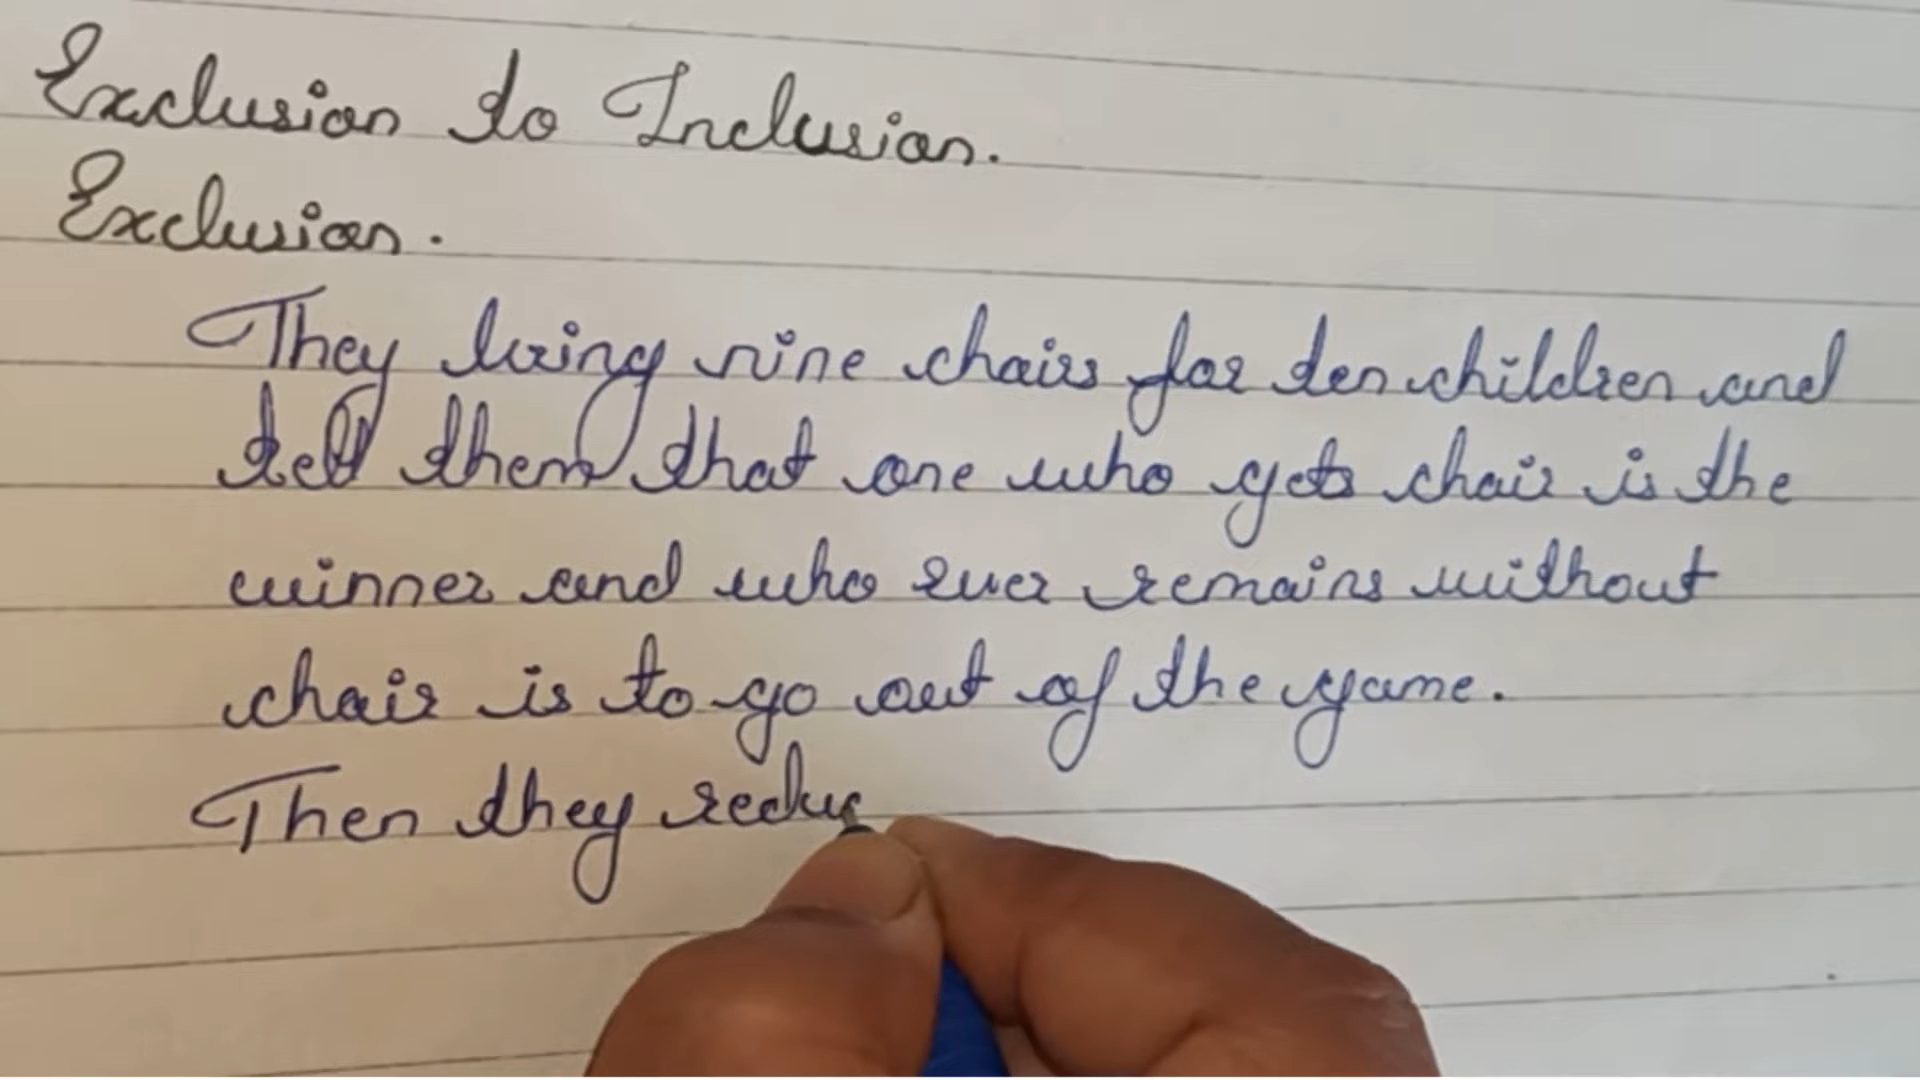 Exclusion to Inclusion.
Exclusion.
They bring nine chairs for ten children and
tell them that one who gets chair is the
winner and who ever remains without
chair is to go out of the game.
Then they reduc